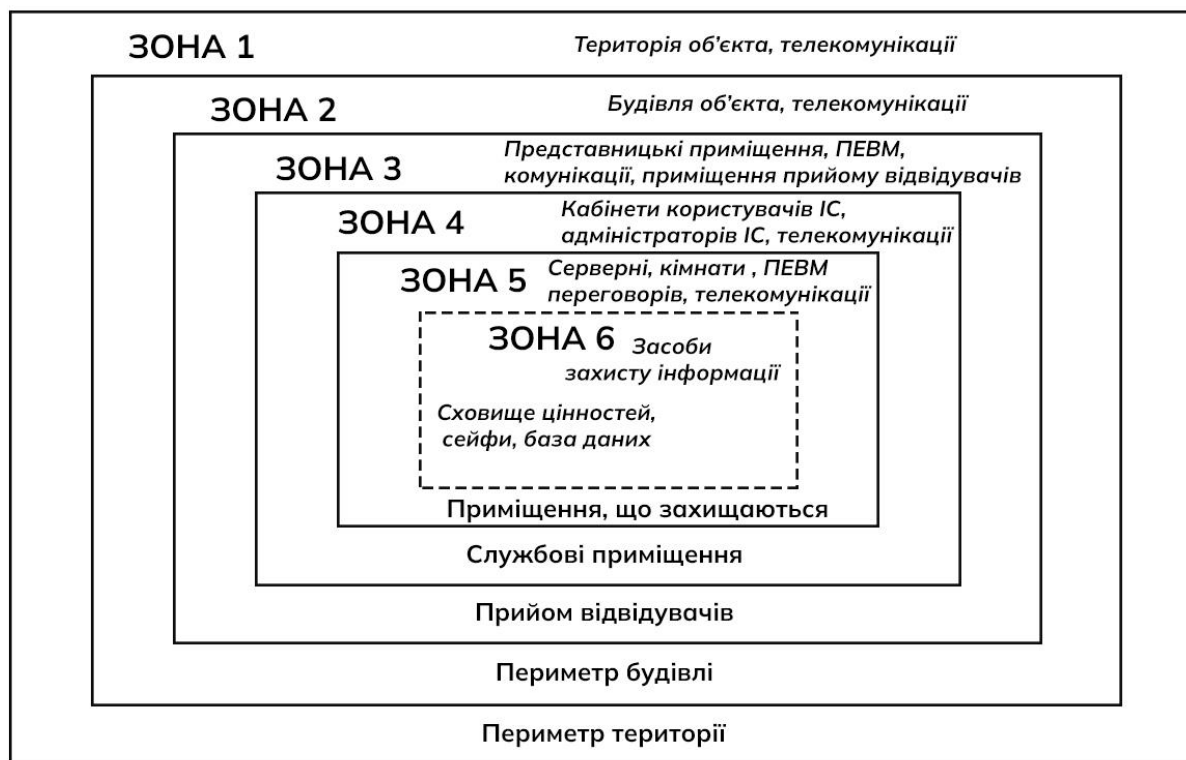 ЗОНА 1
Територія об'єкта, телекомунікації
ЗОНА 2
Будівля об'єкта, телекомунікації
ЗОНА 3
Представницькі приміщення, ПЕВМ,
комунікації, приміщення прийому відвідувачів
ЗОНА 4
Кабінети користувачів ІС,
адміністраторів ІС, телекомунікації
ЗОНА 5
Серверні, кімнати , ПЕВМ
переговорів, телекомунікації
ЗОНА 6
Засоби
захисту інформації
Сховище цінностей,
сейфи, база даних
Приміщення, що захищаються
Службові приміщення
Прийом відвідувачів
Периметр будівлі
Периметр території